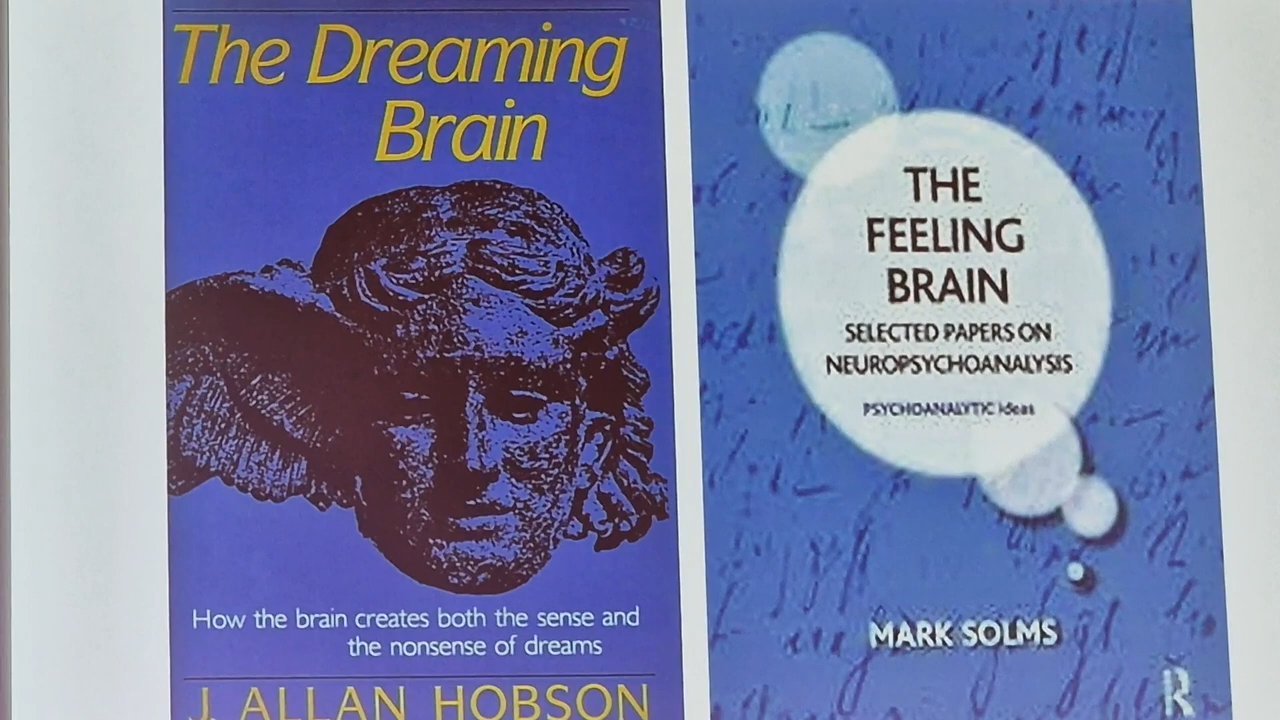 The Dreaming
Brain
How the brain creates both the sense and
the nonsense of dreams
J. ALLAN HOBSON
THE
FEELING
BRAIN
SELECTED PAPERS ON
NEUROPSYCHOANALYSIS
PSYCHOANALYTIC ideas
MARK SOLMS
R